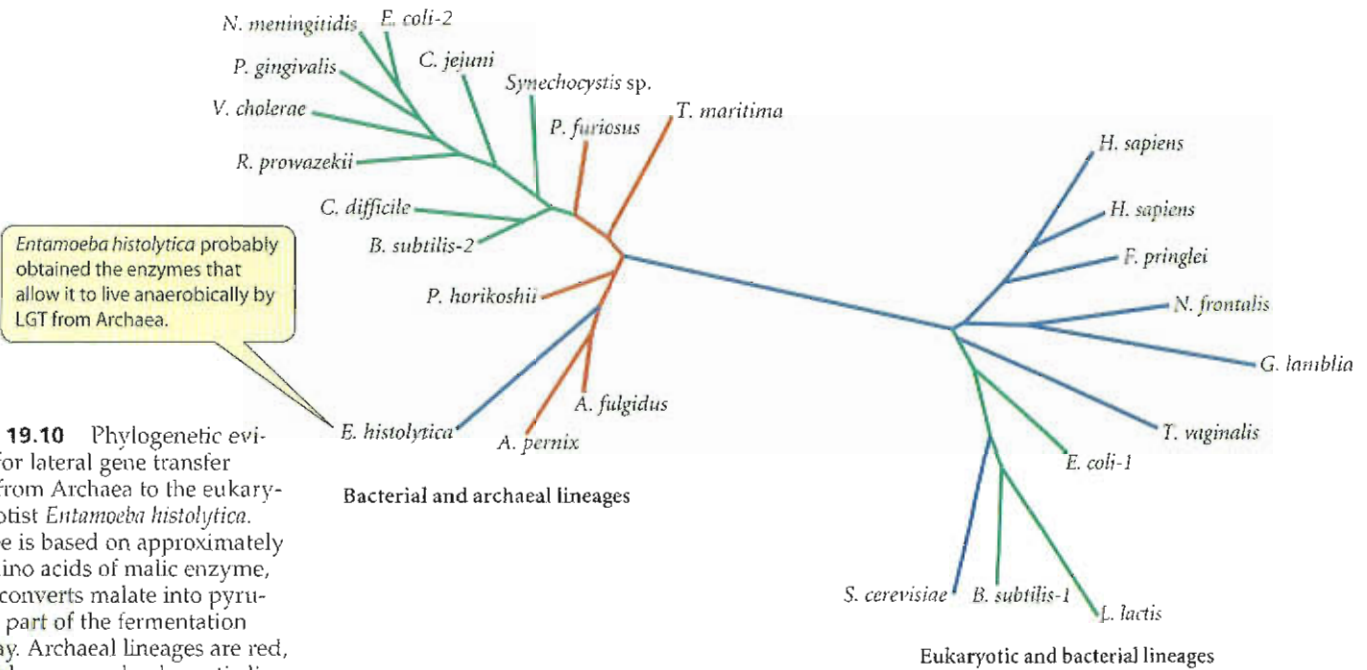 N. meningitidis
E. coli-2
P. gingivalis
C. jejuni
Synechocystis sp.
V. cholerae
P. furiosus
T. maritima
R. prowazekii
C. difficile
B. subtilis-2
H. sapiens
H. sapiens
F. pringlei
Entamoeba histolytica probably
obtained the enzymes that
allow it to live anaerobically by
LGT from Archaea.
P. horikoshii
N. frontalis
G. lamblia
A. fulgidus
E. histolytica
A. pernix
T. vaginalis
E. coli-1
Bacterial and archaeal lineages
S. cerevisiae
B. subtilis-1
L. lactis
Eukaryotic and bacterial lineages
19.10 Phylogenetic evi-
for lateral gene transfer
from Archaea to the eukary-
otist Entamoeba histolytica.
e is based on approximately
ino acids of malic enzyme,
converts malate into pyru-
part of the fermentation
ay. Archaeal lineages are red,